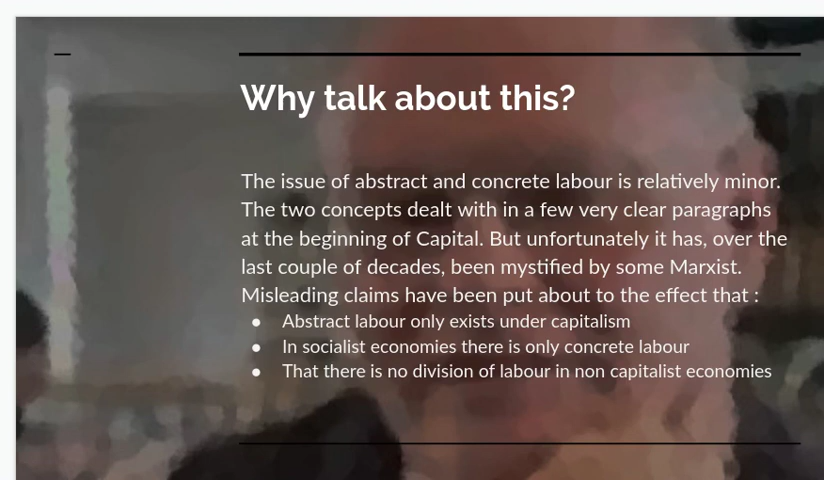 Why talk about this?
The issue of abstract and concrete labour is relatively minor.
The two concepts dealt with in a few very clear paragraphs
at the beginning of Capital. But unfortunately it has, over the
last couple of decades, been mystified by some Marxist.
Misleading claims have been put about to the effect that :
● Abstract labour only exists under capitalism
● In socialist economies there is only concrete labour
● That there is no division of labour in non capitalist economies